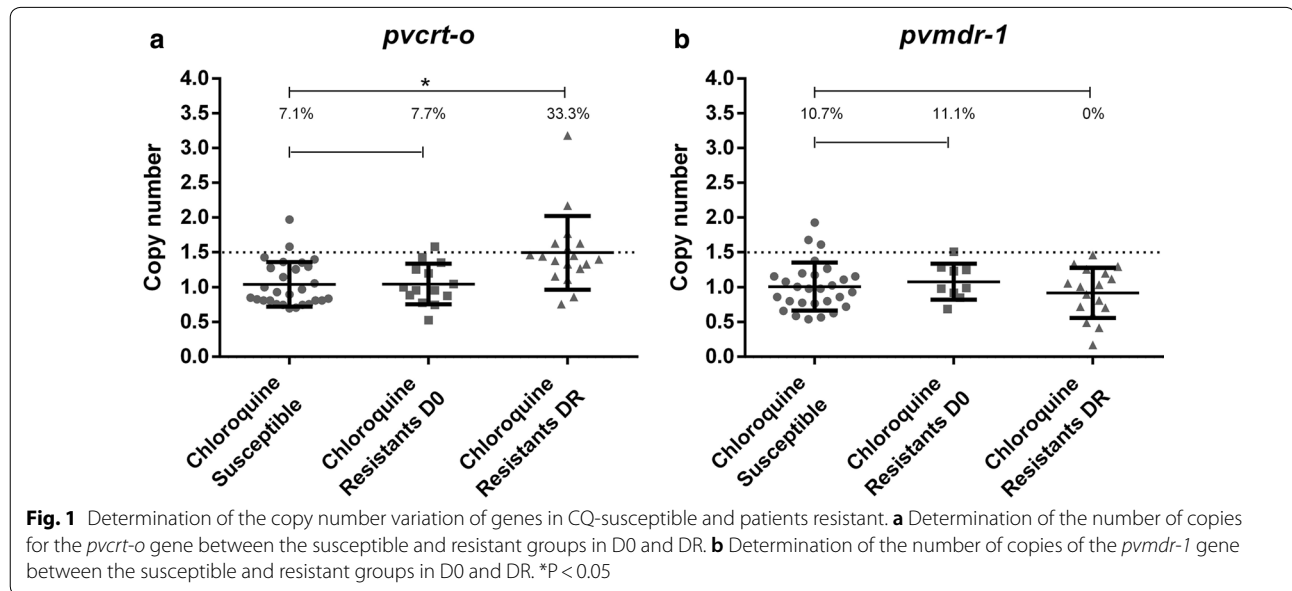 a
pvcrt-o
4.0
3.5
3.0
2.5
2.0
1.5
1.0
0.5
0.0
Copy number
*
7.1% 7.7% 33.3%
Chloroquine
Susceptible
Chloroquine
Resistants D0
Chloroquine
Resistants DR
b
pvmdr-1
4.0
3.5
3.0
2.5
2.0
1.5
1.0
0.5
0.0
Copy number
10.7% 11.1% 0%
Chloroquine
Susceptible
Chloroquine
Resistants D0
Chloroquine
Resistants DR
Fig. 1 Determination of the copy number variation of genes in CQ-susceptible and patients resistant. a Determination of the number of copies
for the pvcrt-o gene between the susceptible and resistant groups in D0 and DR. b Determination of the number of copies of the pvmdr-1 gene
between the susceptible and resistant groups in D0 and DR. *P < 0.05